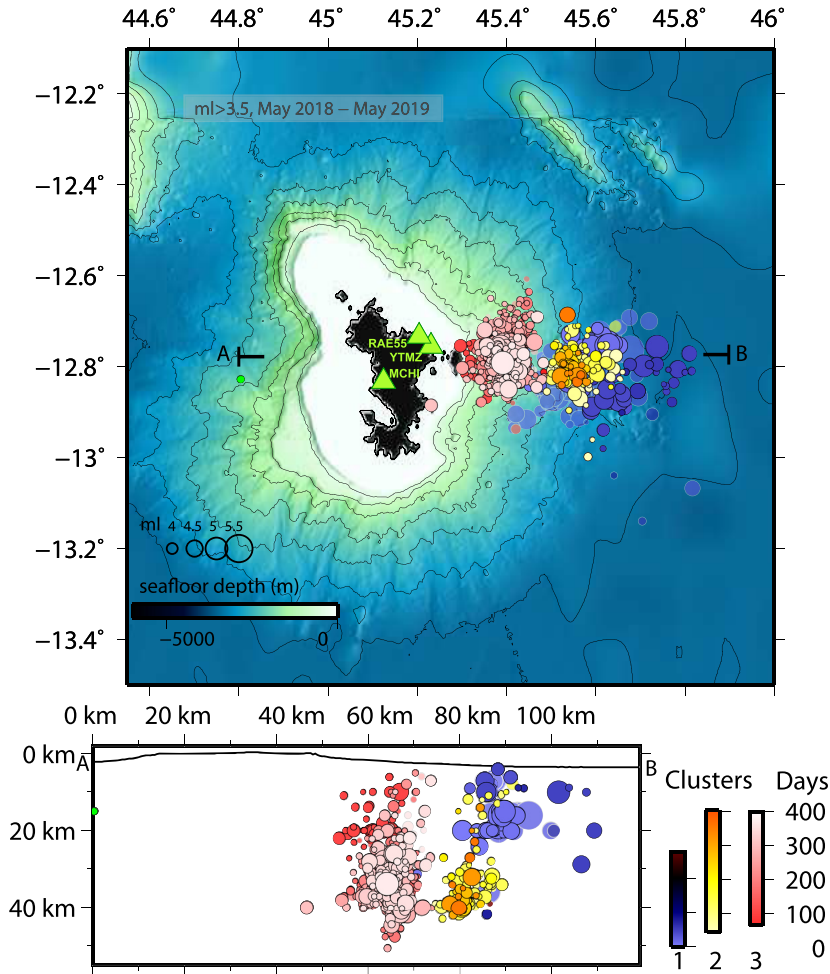 44.6° 44.8° 45° 45.2° 45.4° 45.6° 45.8° 46°
−12.2°
ml>3.5, May 2018 − May 2019
−12.4°
−12.6°
RAE55
A
YTMZ
B
−12.8°
MCHI
−13°
ml 4 4.5 5 5.5
−13.2°
seafloor depth (m)
−5000 0
−13.4°
0 km 20 km 40 km 60 km 80 km 100 km
0 km
A
B
Clusters Days
400
20 km
300
200
40 km
100
0
1 2 3